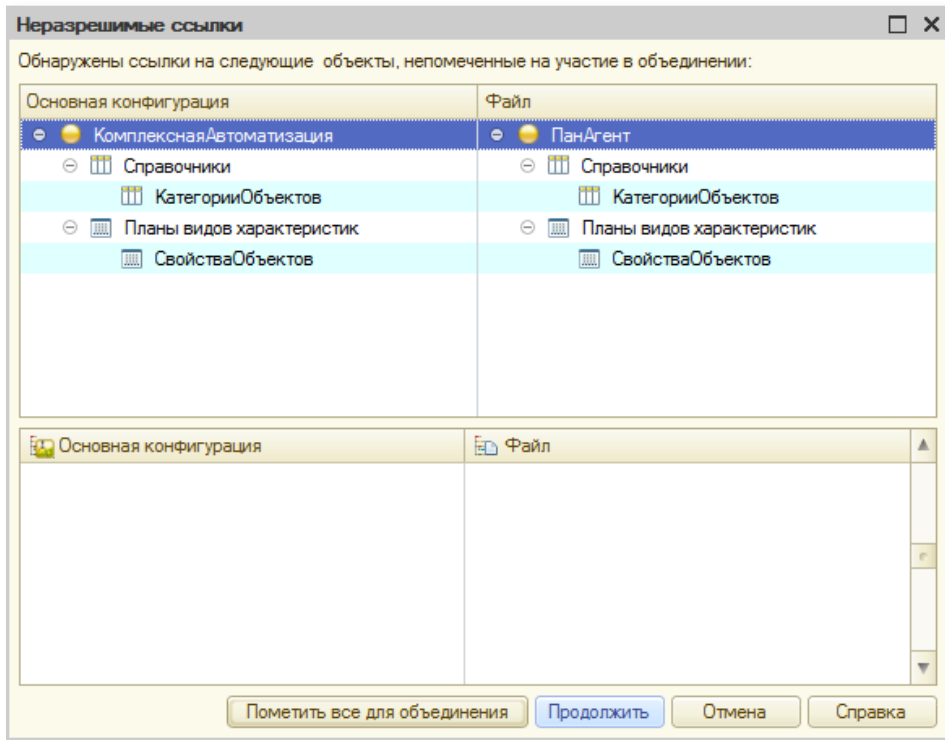 Неразрешимые ссылки
Обнаружены ссылки на следующие объекты, непомеченные на участие в объединении:
Основная конфигурация Файл
КомплекснаяАвтоматизация ПанАгент
Справочники Справочники
КатегорииОбъектов КатегорииОбъектов
Планы видов характеристик Планы видов характеристик
СвойстваОбъектов СвойстваОбъектов
Основная конфигурация Файл
Пометить все для объединения Продолжить Отмена Справка